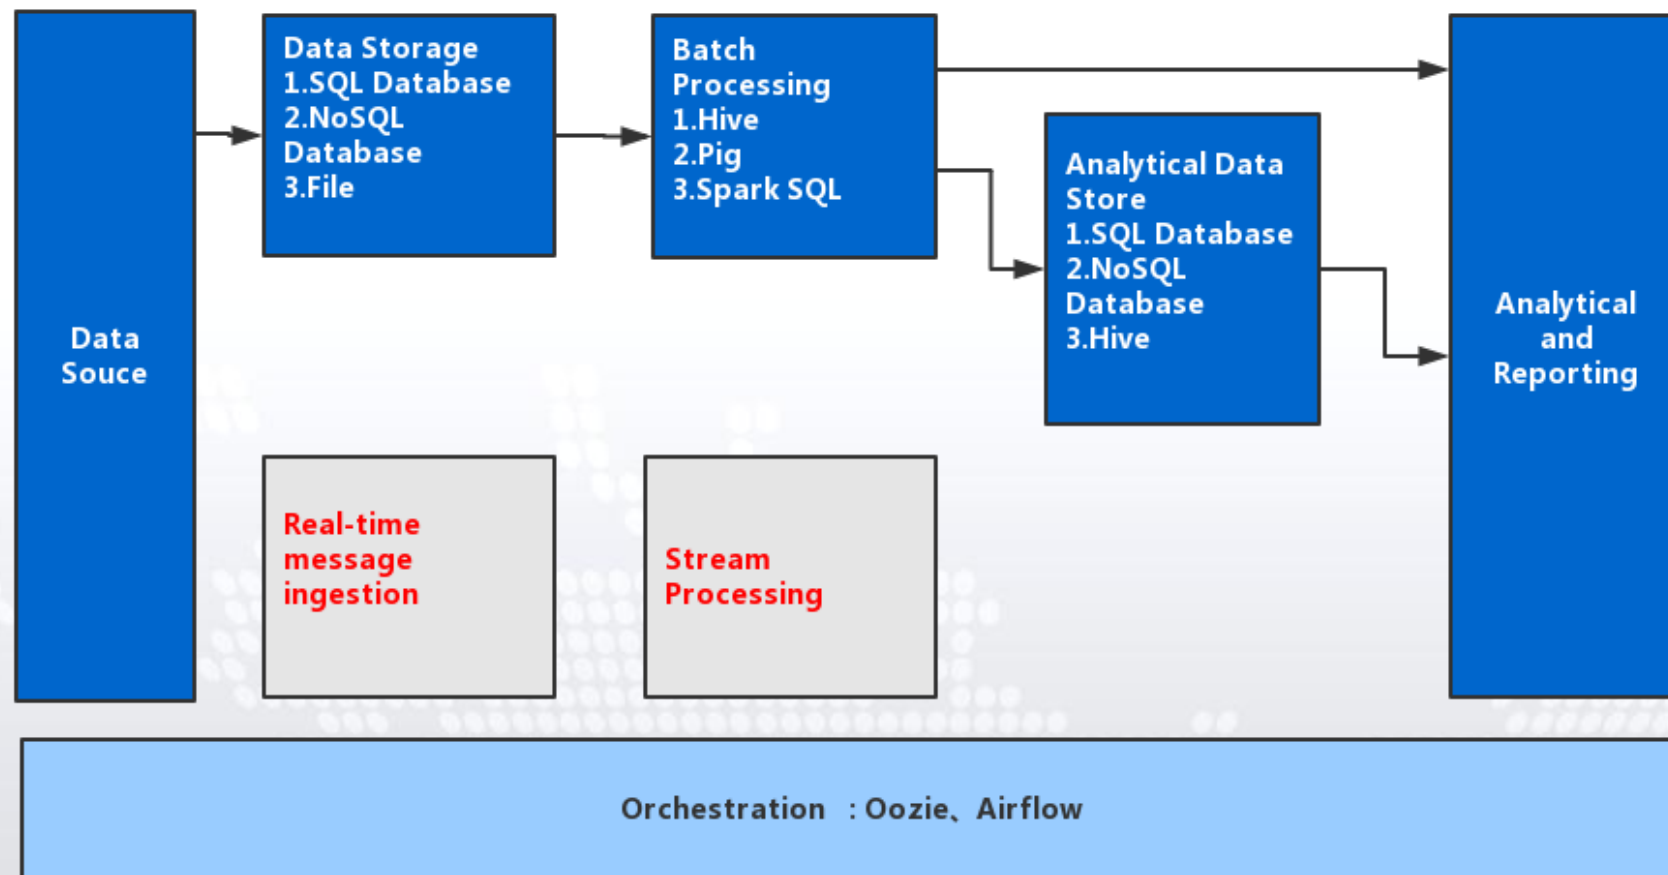 Data
Souce
Data Storage
1.SQL Database
2.NoSQL
Database
3.File
Batch
Processing
1.Hive
2.Pig
3.Spark SQL
Analytical Data
Store
1.SQL Database
2.NoSQL
Database
3.Hive
Analytical
and
Reporting
Real-time
message
ingestion
Stream
Processing
Orchestration ：Oozie、Airflow